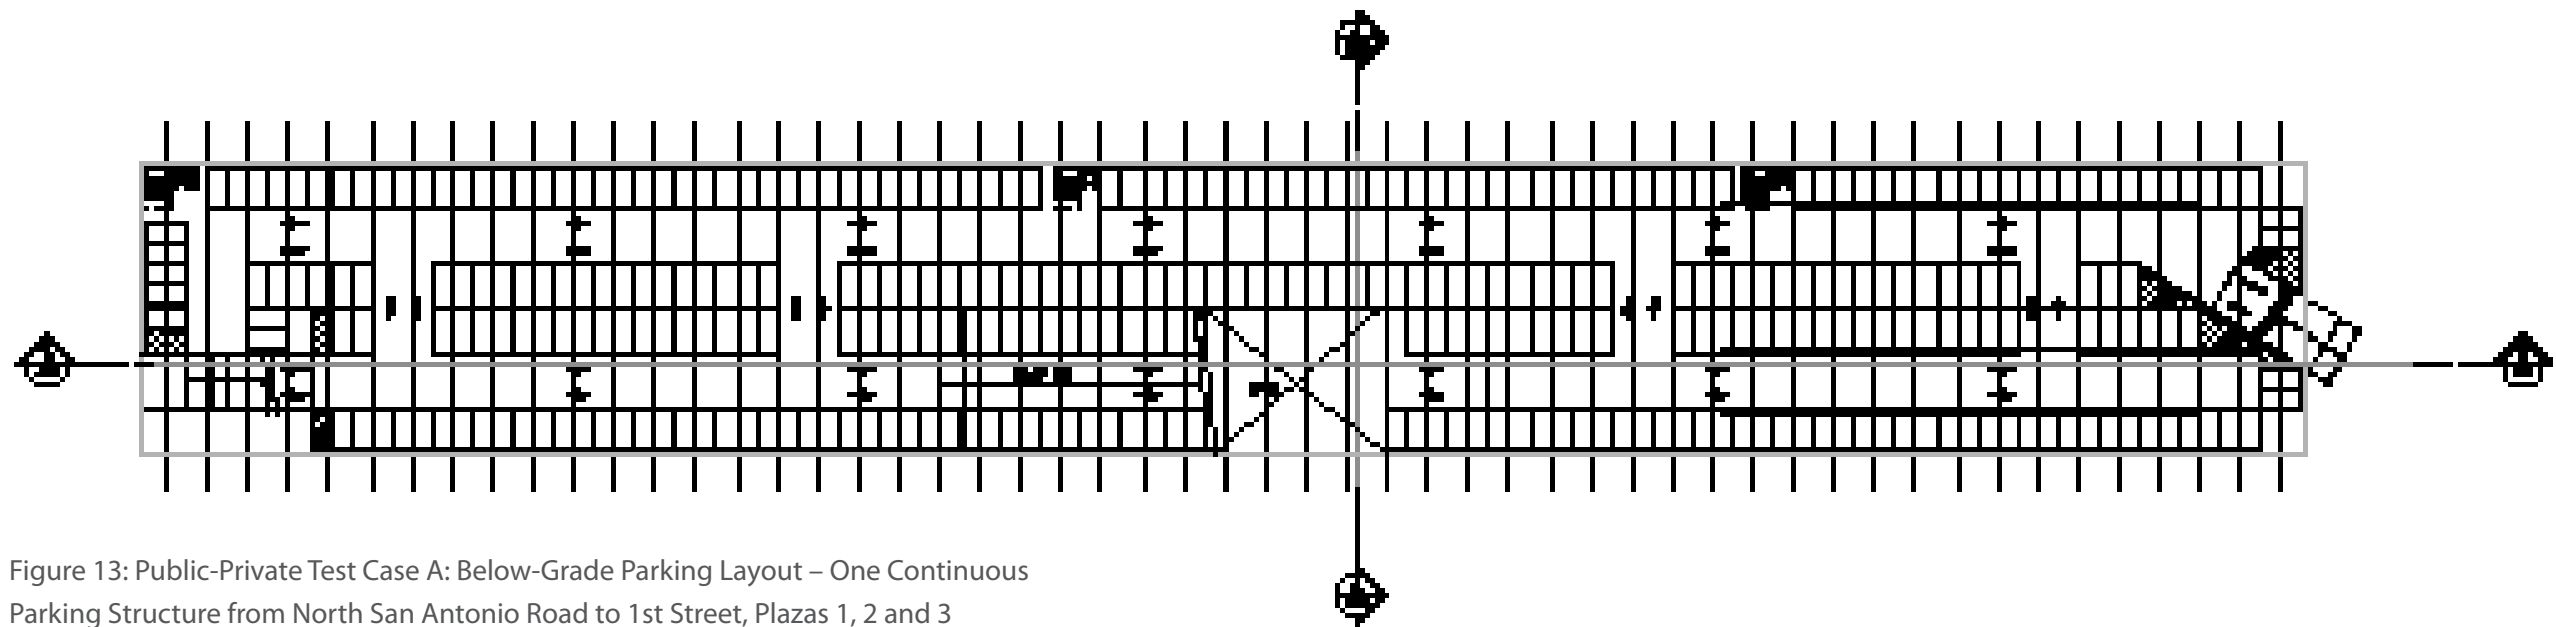 Figure 13: Public-Private Test Case A: Below-Grade Parking Layout – One Continuous
Parking Structure from North San Antonio Road to 1st Street, Plazas 1, 2 and 3